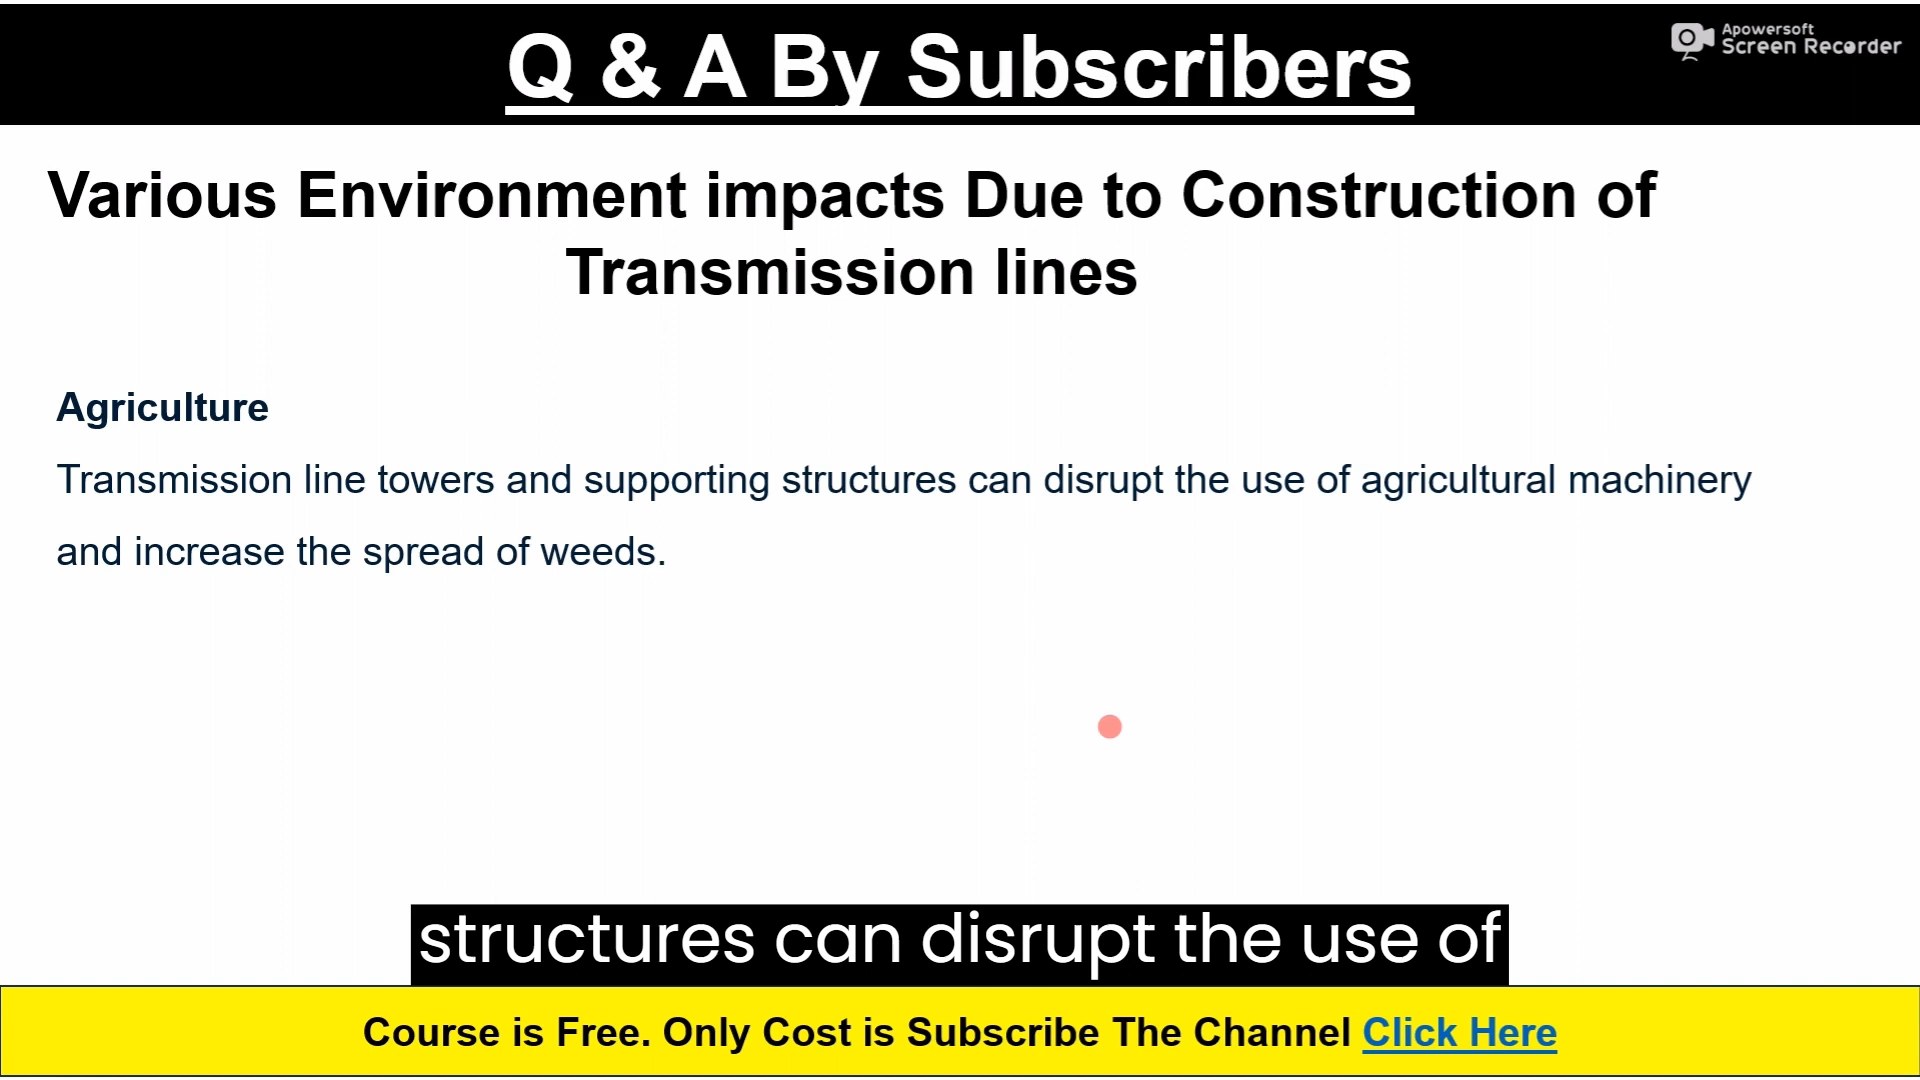 Q & A By Subscribers
Apowersoft
Screen Recorder
Various Environment impacts Due to Construction of
Transmission lines
Agriculture
Transmission line towers and supporting structures can disrupt the use of agricultural machinery
and increase the spread of weeds.
structures can disrupt the use of
Course is Free. Only Cost is Subscribe The Channel Click Here